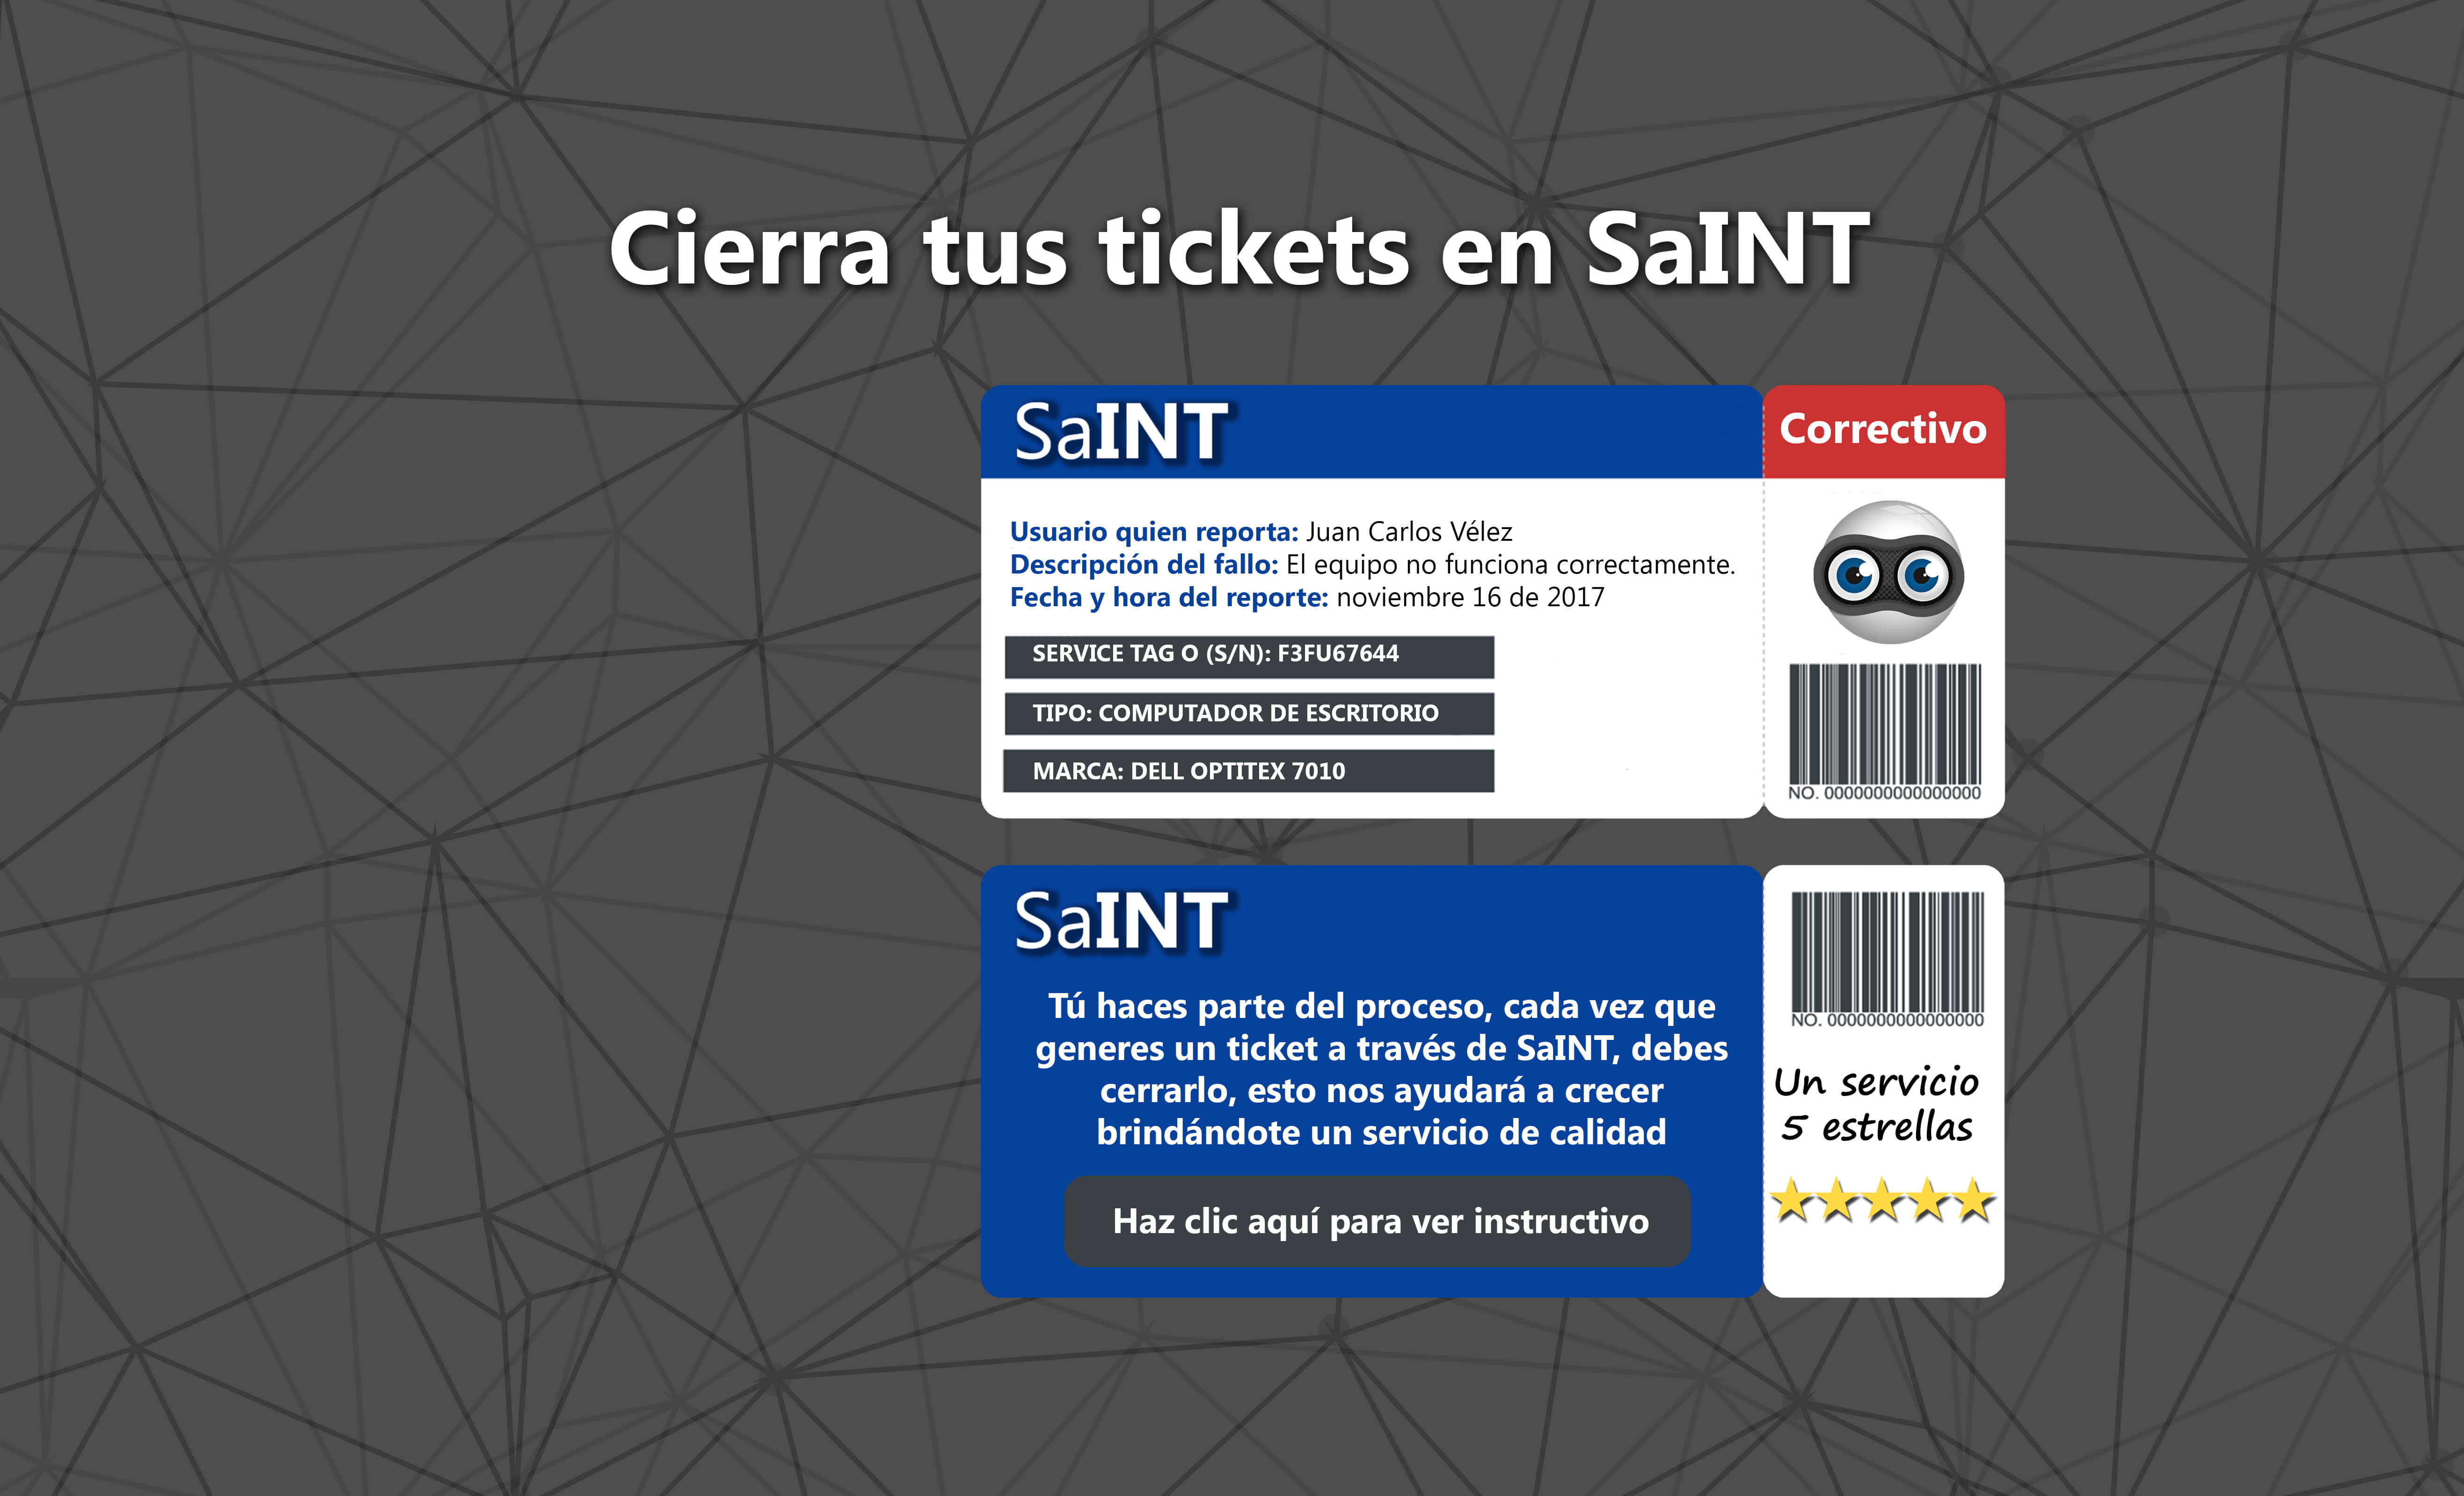 Cierra tus tickets en SaINT
SaINT
Correctivo
Usuario quien reporta: Juan Carlos Vélez
Descripción del fallo: El equipo no funciona correctamente.
Fecha y hora del reporte: noviembre 16 de 2017
SERVICE TAG O (S/N): F3FU67644
TIPO: COMPUTADOR DE ESCRITORIO
MARCA: DELL OPTITEX 7010
NO. 0000000000000000
SaINT
Tú haces parte del proceso, cada vez que
generes un ticket a través de SaINT, debes
cerrarlo, esto nos ayudará a crecer
brindándote un servicio de calidad
Haz clic aquí para ver instructivo
NO. 0000000000000000
Un servicio
5 estrellas